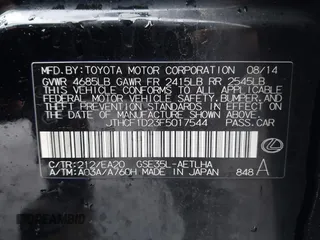 MFD. BY: TOYOTA MOTOR CORPORATION 08/14
GVWR 4685LB GAWR FR 2415LB RR 2545LB
THIS VEHICLE CONFORMS TO ALL APPLICABLE
FEDERAL MOTOR VEHICLE SAFETY, BUMPER, AND
THEFT PREVENTION STANDARDS IN EFFECT ON
THE DATE OF MANUFACTURE SHOWN ABOVE.
JTHCF1D23F5017544 PASS. CAR
C/TR: 212/EA20 GSE35L-AETLHA
A/TM: A03A/A760H MADE IN JAPAN 848 A